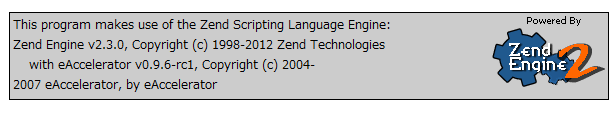 This program makes use of the Zend Scripting Language Engine:
Zend Engine v2.3.0, Copyright (c) 1998-2012 Zend Technologies
with eAccelerator v0.9.6-rc1, Copyright (c) 2004-
2007 eAccelerator, by eAccelerator
Powered By
Zend
Engine 2